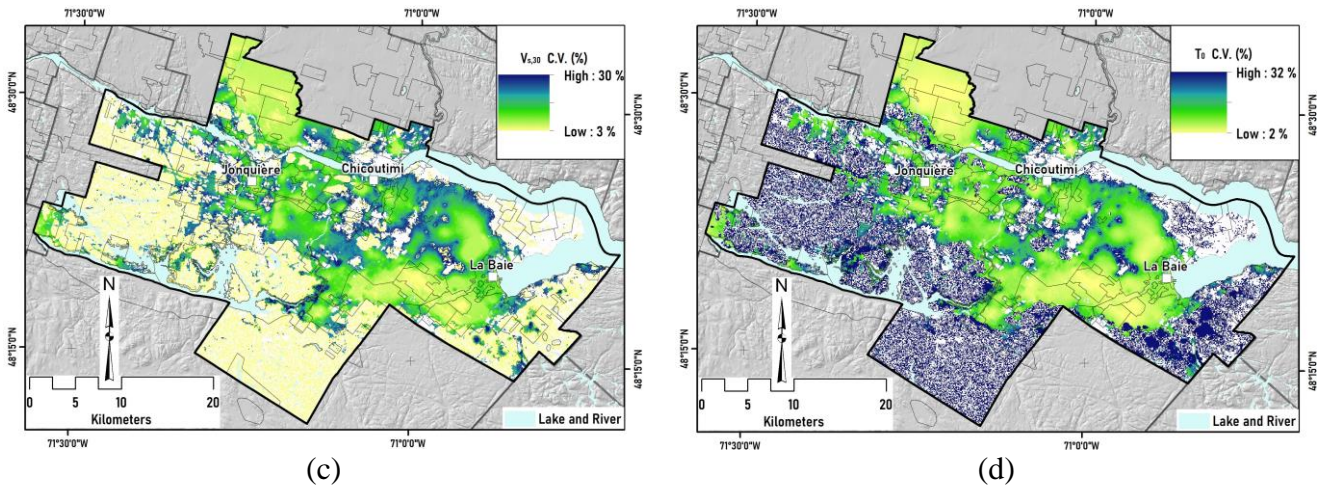 71°30'0"W
71°0'0"W
48°30'0"N
48°3'0"N
Vs,30 C.V. (%)
High : 30 %
Low : 3 %
Jonquière
Chicoutimi
La Baie
N
48°15'0"N
48°15'0"N
0 5 10 20
Kilometers
Lake and River
71°30'0"W
71°0'0"W
(c)
71°30'0"W
71°0'0"W
48°30'0"N
48°3'0"N
T0 C.V. (%)
High : 32 %
Low : 2 %
Jonquière
Chicoutimi
La Baie
N
48°15'0"N
48°15'0"N
0 5 10 20
Kilometers
Lake and River
71°30'0"W
71°0'0"W
(d)